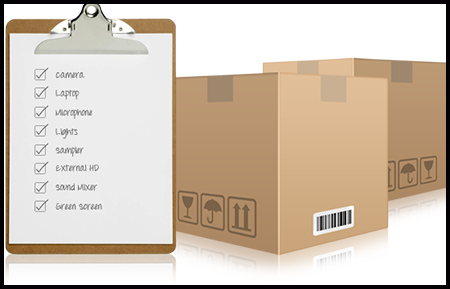 camera
Laptop
Microphone
Lights
Sampler
External HD
Sound Mixer
Green Screen